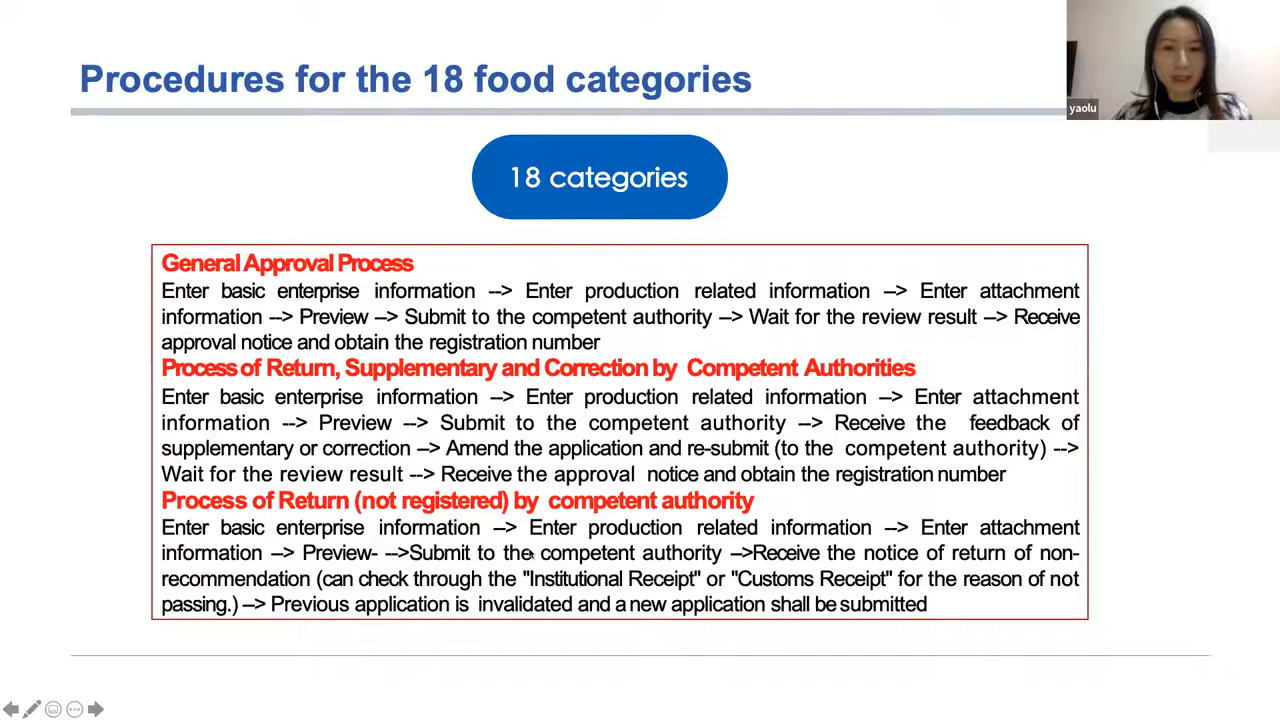 Procedures for the 18 food categories
yaolu
18 categories
General Approval Process
Enter basic enterprise information --> Enter production related information --> Enter attachment
information --> Preview --> Submit to the competent authority --> Wait for the review result --> Receive
approval notice and obtain the registration number
Process of Return, Supplementary and Correction by Competent Authorities
Enter basic enterprise information --> Enter production related information --> Enter attachment
information --> Preview --> Submit to the competent authority --> Receive the feedback of
supplementary or correction --> Amend the application and re-submit (to the competent authority) -->
Wait for the review result --> Receive the approval notice and obtain the registration number
Process of Return (not registered) by competent authority
Enter basic enterprise information --> Enter production related information --> Enter attachment
information --> Preview- -->Submit to the competent authority -->Receive the notice of return of non-
recommendation (can check through the "Institutional Receipt" or "Customs Receipt" for the reason of not
passing.) --> Previous application is invalidated and a new application shall be submitted